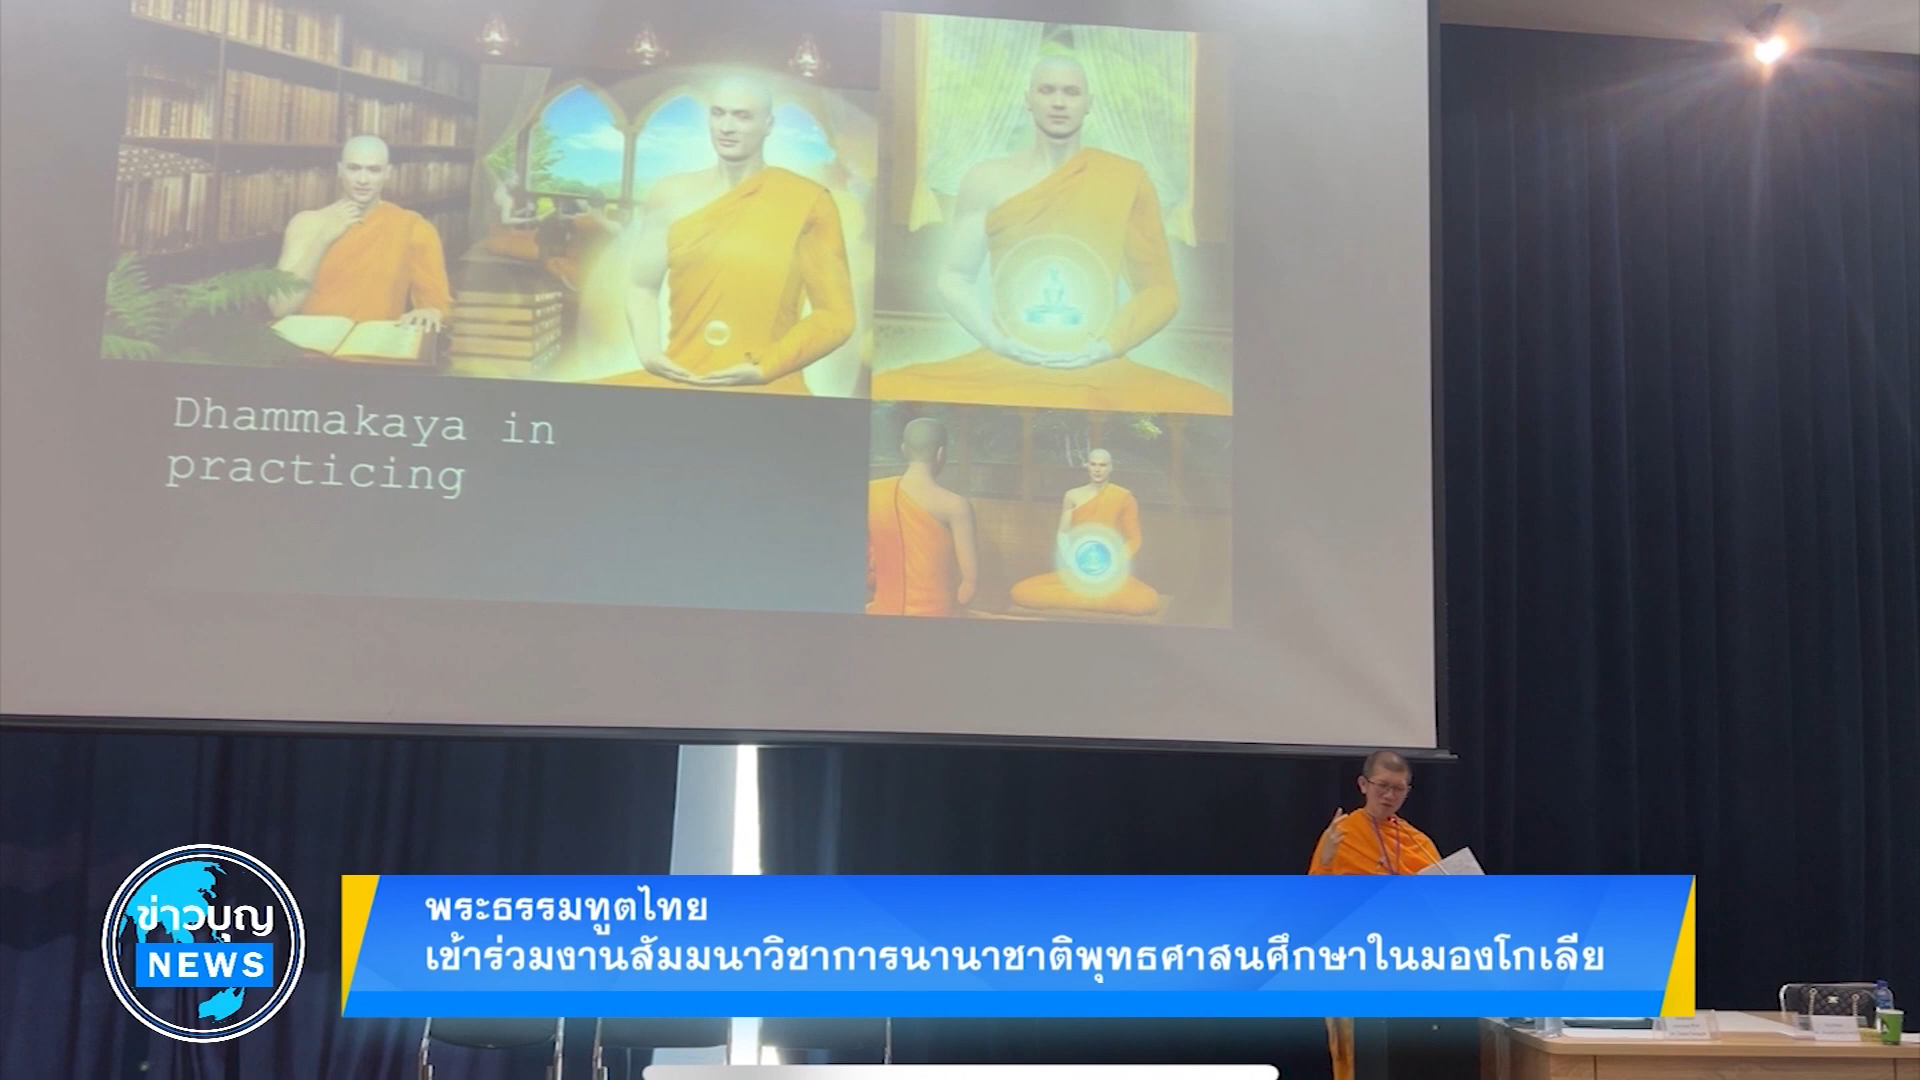 Dhammakaya in
practicing
ข่าวบุญ
NEWS
พระธรรมทูตไทย
เข้าร่วมงานสัมมนาวิชาการนานาชาติพุทธศาสนศึกษาในมองโกเลีย